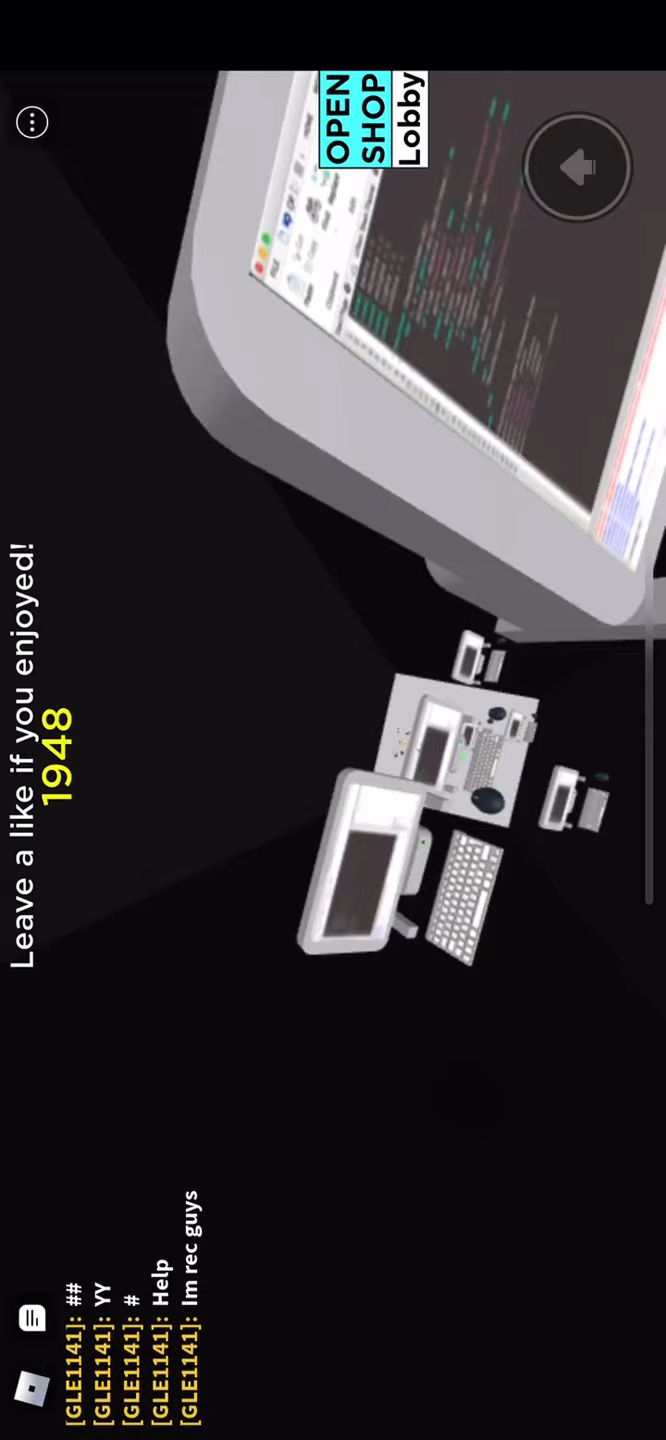 Leave a like if you enjoyed!
1948
[GLE1141]: ##
[GLE1141]: YY
[GLE1141]: #
[GLE1141]: Help
[GLE1141]: Im rec guys
OPEN
SHOP
Lobby